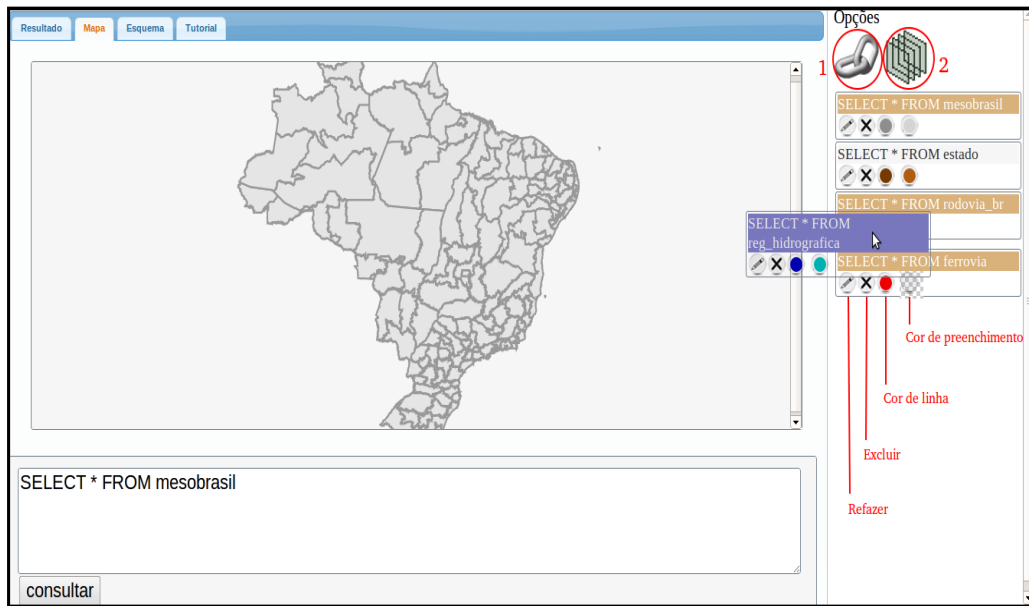 Resultado
Mapa
Esquema
Tutorial
Opções
1
2
SELECT * FROM mesobrasil
SELECT * FROM estado
SELECT * FROM rodovia_br
SELECT * FROM
reg_hidrografica
SELECT * FROM ferrovia
Cor de preenchimento
Cor de linha
Excluir
Refazer
SELECT * FROM mesobrasil
consultar